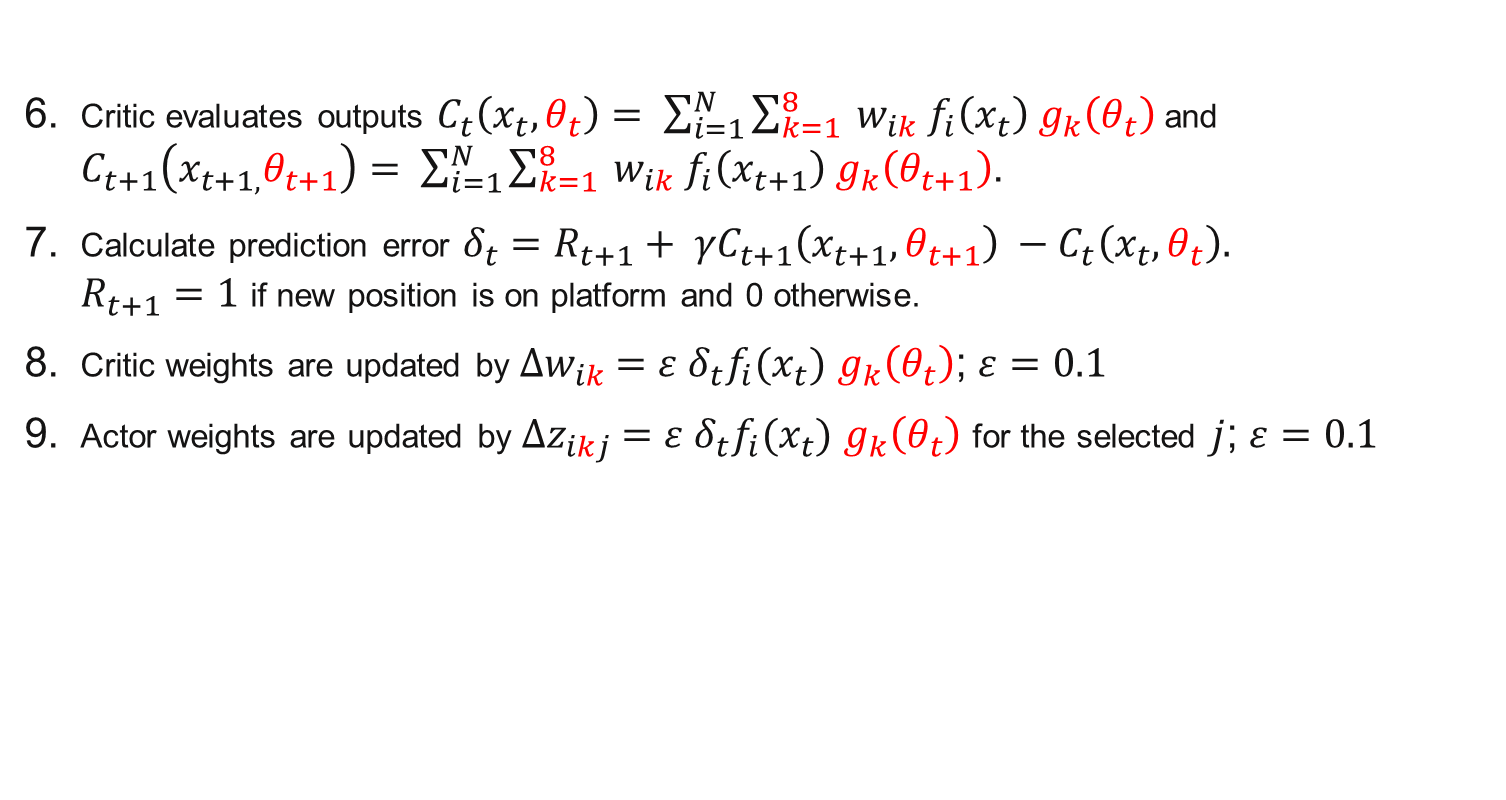 6. Critic evaluates outputs C_t(x_t, θ_t) = Σ_{i=1}^{N} Σ_{k=1}^{8} w_{ik} f_i(x_t) g_k(θ_t) and
C_{t+1}(x_{t+1}, θ_{t+1}) = Σ_{i=1}^{N} Σ_{k=1}^{8} w_{ik} f_i(x_{t+1}) g_k(θ_{t+1}).
7. Calculate prediction error δ_t = R_{t+1} + γC_{t+1}(x_{t+1}, θ_{t+1}) − C_t(x_t, θ_t).
R_{t+1} = 1 if new position is on platform and 0 otherwise.
8. Critic weights are updated by Δw_{ik} = ε δ_t f_i(x_t) g_k(θ_t); ε = 0.1
9. Actor weights are updated by Δz_{ikj} = ε δ_t f_i(x_t) g_k(θ_t) for the selected j; ε = 0.1